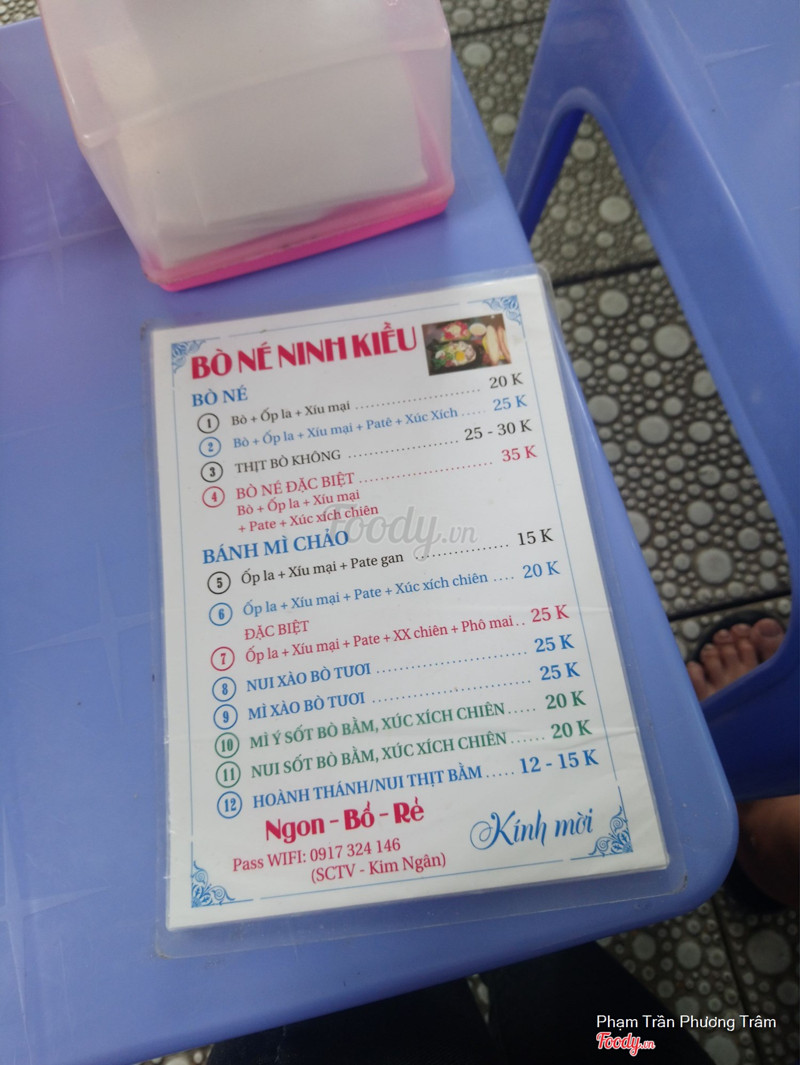 BÒ NÉ NINH KIỀU
BÒ NÉ
1 Bò + Ốp la + Xíu mại .................... 20 K
2 Bò + Ốp la + Xíu mại + Patê + Xúc Xích ..... 25 K
3 THỊT BÒ KHÔNG .................... 25 - 30 K
4 BÒ NÉ ĐẶC BIỆT .................... 35 K
Bò + Ốp la + Xíu mại
+ Pate + Xúc xích chiên
BÁNH MÌ CHẢO
5 Ốp la + Xíu mại + Pate gan ................ 15 K
6 Ốp la + Xíu mại + Pate + Xúc xích chiên .... 20 K
ĐẶC BIỆT
7 Ốp la + Xíu mại + Pate + XX chiên + Phô mai.. 25 K
8 NUI XÀO BÒ TƯƠI .................... 25 K
9 MÌ XÀO BÒ TƯƠI .................... 25 K
10 MÌ Ý SỐT BÒ BẰM, XÚC XÍCH CHIÊN ..... 20 K
11 NUI SỐT BÒ BẰM, XÚC XÍCH CHIÊN ...... 20 K
12 HOÀNH THÁNH/NUI THỊT BẰM ..... 12 - 15 K
Ngon - Bổ - Rẻ
Kính mời
Pass WIFI: 0917 324 146
(SCTV - Kim Ngân)
Foody.vn
Phạm Trần Phương Trâm
Foody.vn